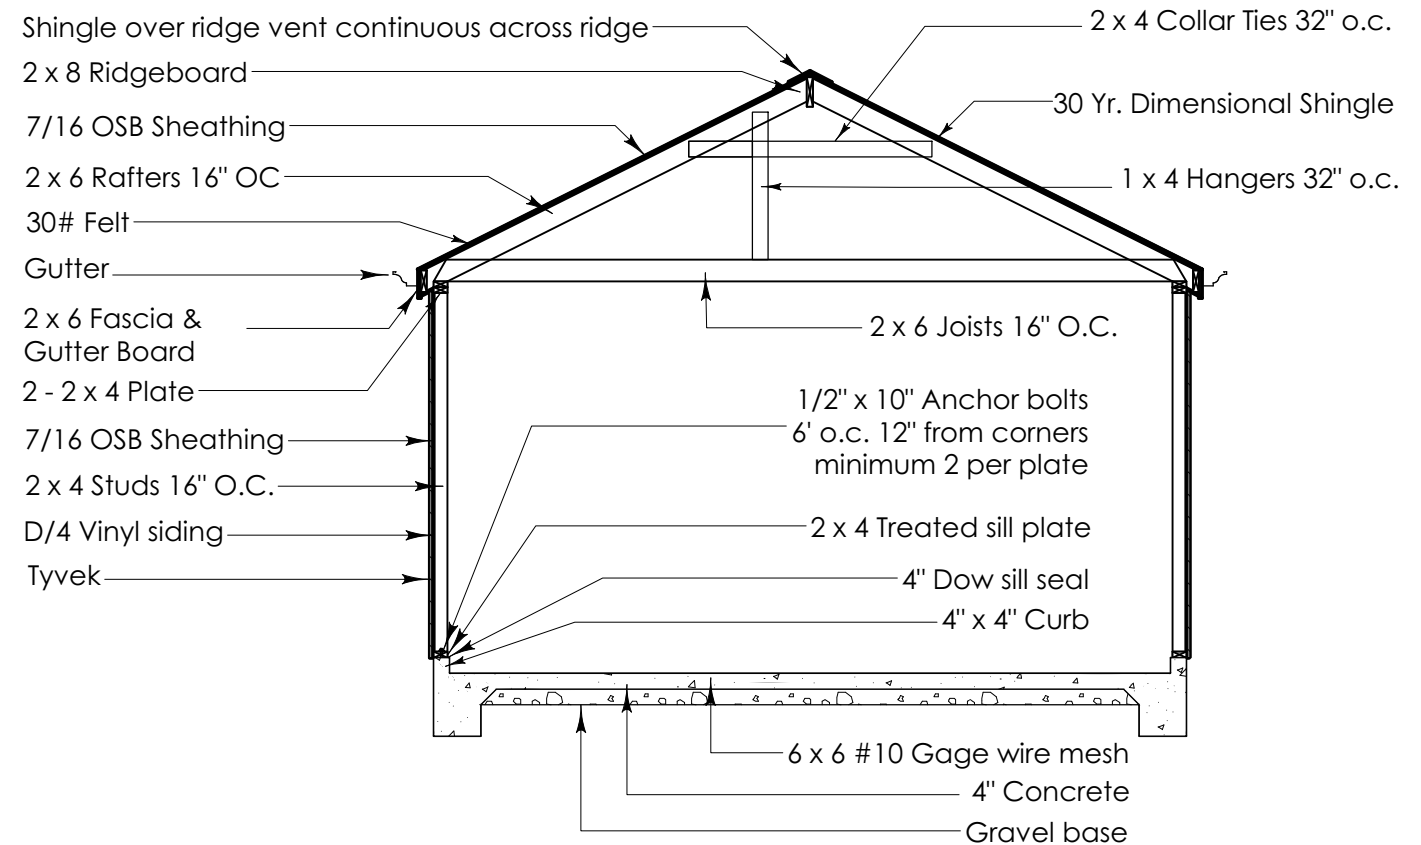 Shingle over ridge vent continuous across ridge
2 x 8 Ridgeboard
7/16 OSB Sheathing
2 x 6 Rafters 16" OC
30# Felt
Gutter
2 x 6 Fascia &
Gutter Board
2 - 2 x 4 Plate
7/16 OSB Sheathing
2 x 4 Studs 16" O.C.
D/4 Vinyl siding
Tyvek
2 x 4 Collar Ties 32" o.c.
30 Yr. Dimensional Shingle
1 x 4 Hangers 32" o.c.
2 x 6 Joists 16" O.C.
1/2" x 10" Anchor bolts
6' o.c. 12" from corners
minimum 2 per plate
2 x 4 Treated sill plate
4" Dow sill seal
4" x 4" Curb
6 x 6 #10 Gage wire mesh
4" Concrete
Gravel base